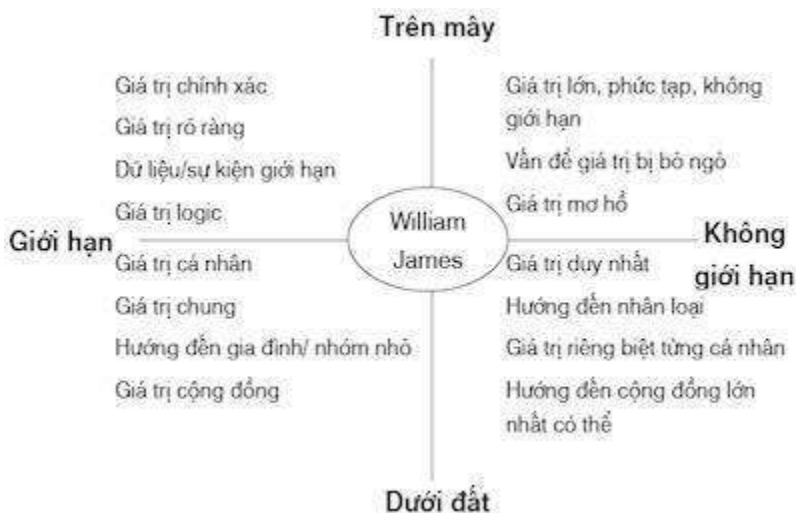 Trên mây
Giá trị chính xác
Giá trị rõ ràng
Dữ liệu/sự kiện giới hạn
Giá trị logic
Giá trị lớn, phức tạp, không
giới hạn
Vấn đề giá trị bị bỏ ngỏ
Giá trị mơ hồ
Giới hạn
William
James
Không
giới hạn
Giá trị cá nhân
Giá trị chung
Hướng đến gia đình/ nhóm nhỏ
Giá trị cộng đồng
Giá trị duy nhất
Hướng đến nhân loại
Giá trị riêng biệt từng cá nhân
Hướng đến cộng đồng lớn
nhất có thể
Dưới đất